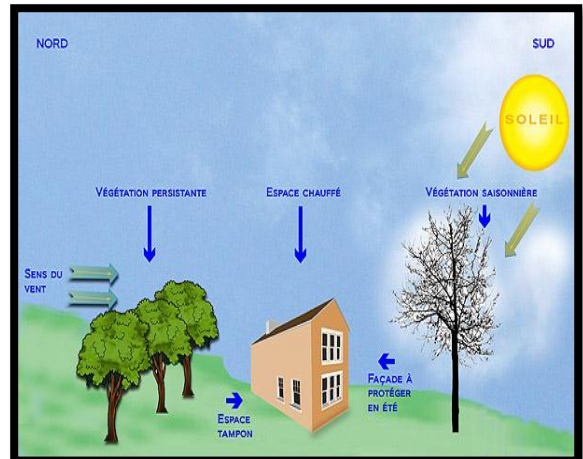 NORD
SUD
SOLEIL
VÉGÉTATION PERSISTANTE
ESPACE CHAUFFÉ
VÉGÉTATION SAISONNIÈRE
SENS DU
VENT
FAÇADE À
PROTÉGER
EN ÉTÉ
ESPACE
TAMPON